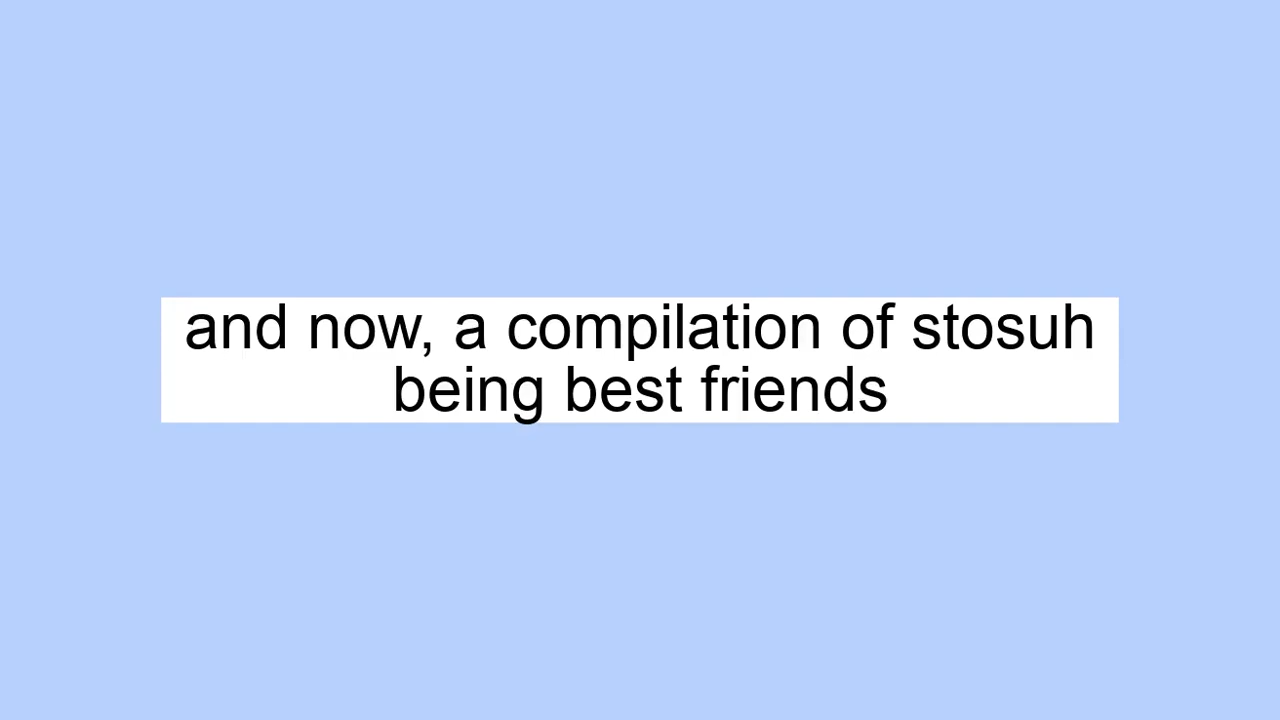 and now, a compilation of stosuh
being best friends